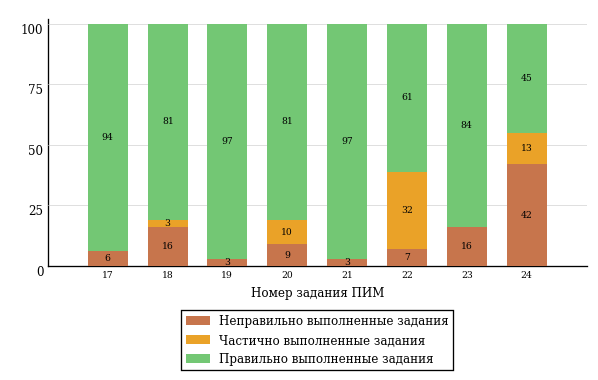 100
75
50
25
0
94 81 97 81 97 61 84 45
3 10 32 13
6 16 3 9 3 7 16 42
17 18 19 20 21 22 23 24
Номер задания ПИМ
Неправильно выполненные задания
Частично выполненные задания
Правильно выполненные задания